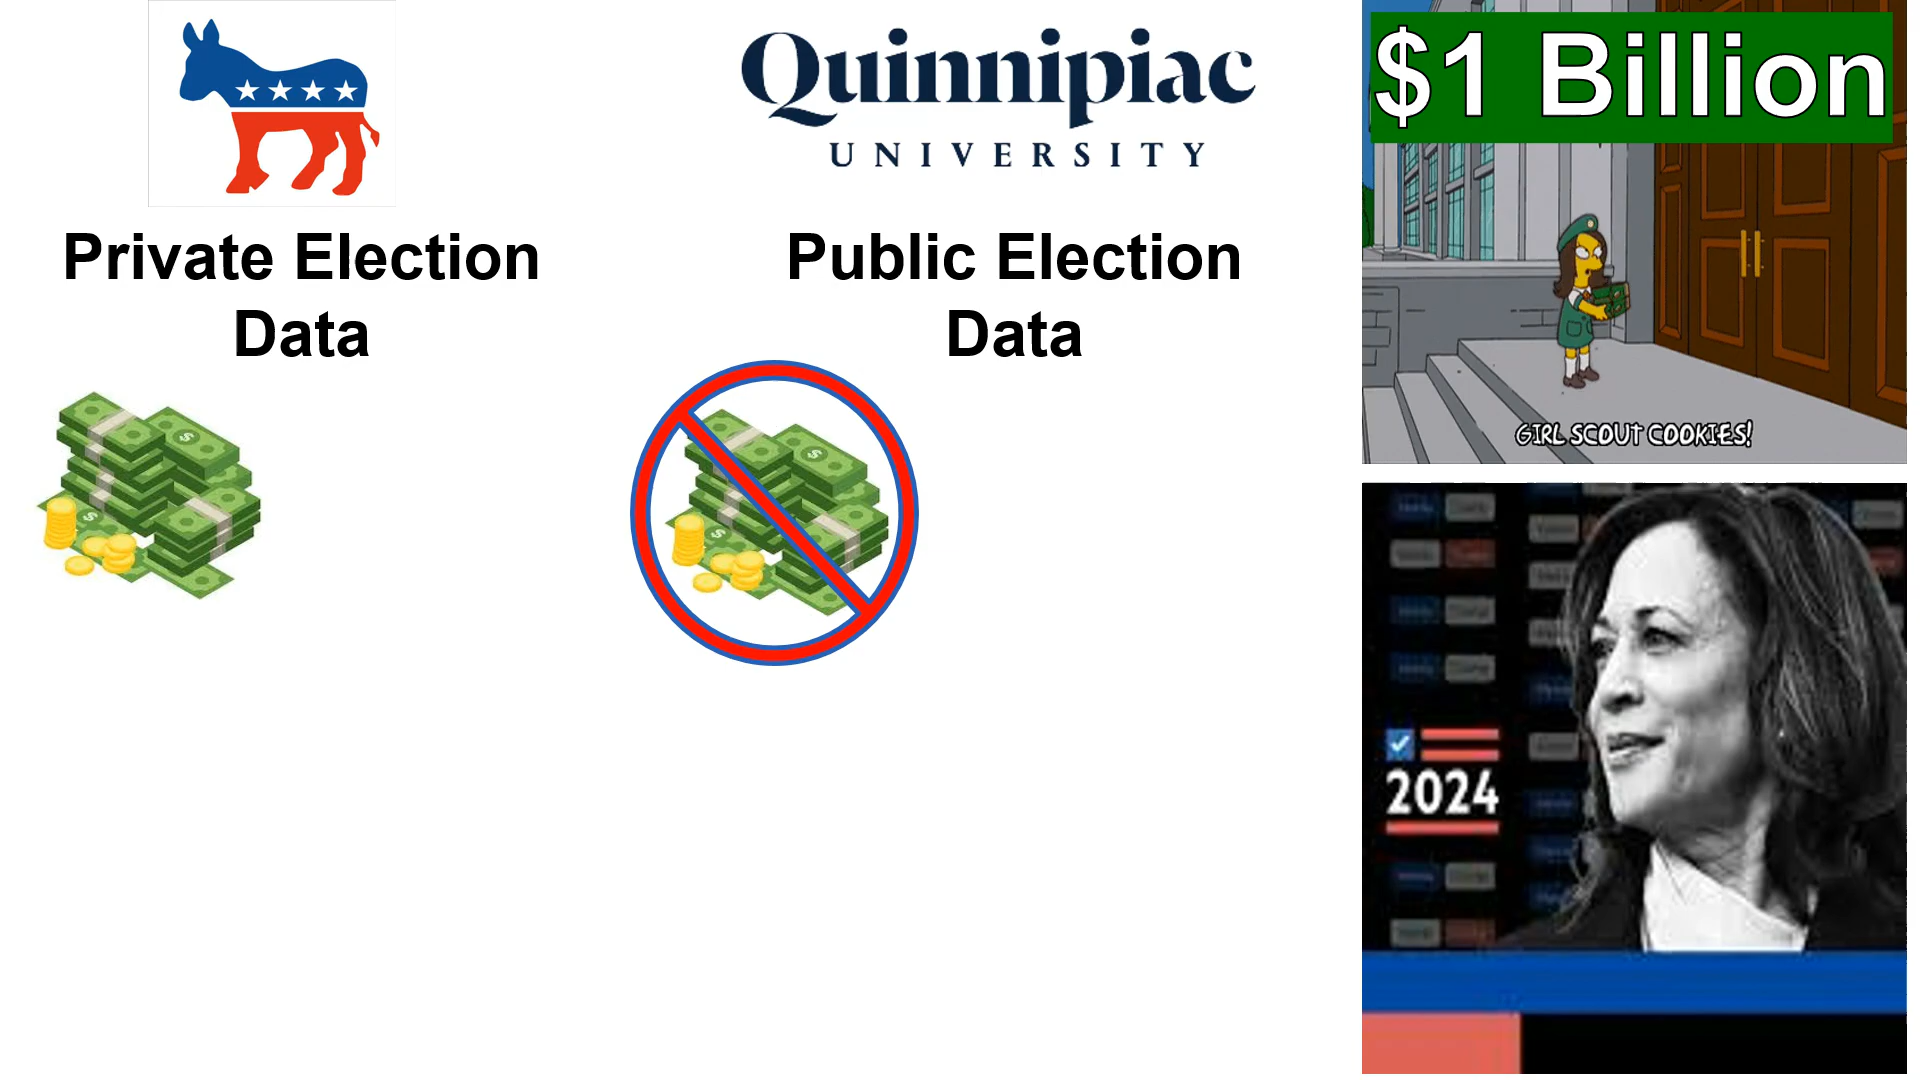 Quinnipiac
UNIVERSITY
Private Election
Data
Public Election
Data
$1 Billion
GIRL SCOUT COOKIES!
2024